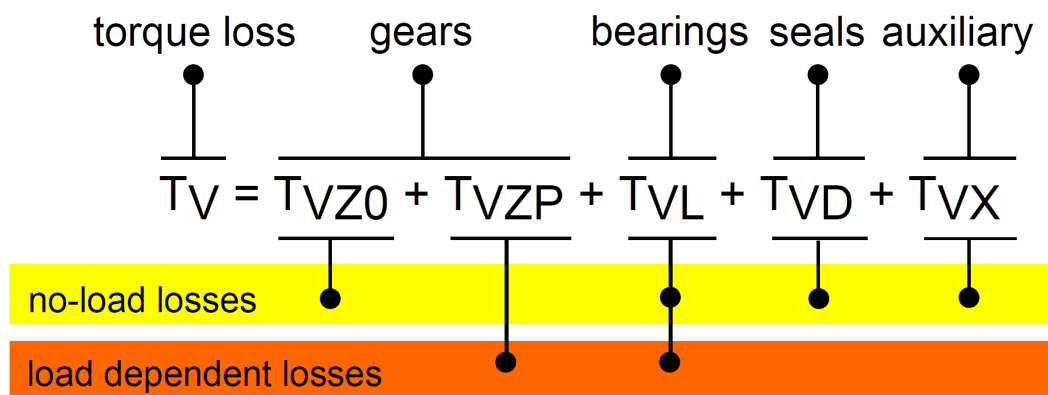 torque loss gears bearings seals auxiliary
TV = TVZ0 + TVZP + TVL + TVD + TVX
no-load losses
load dependent losses